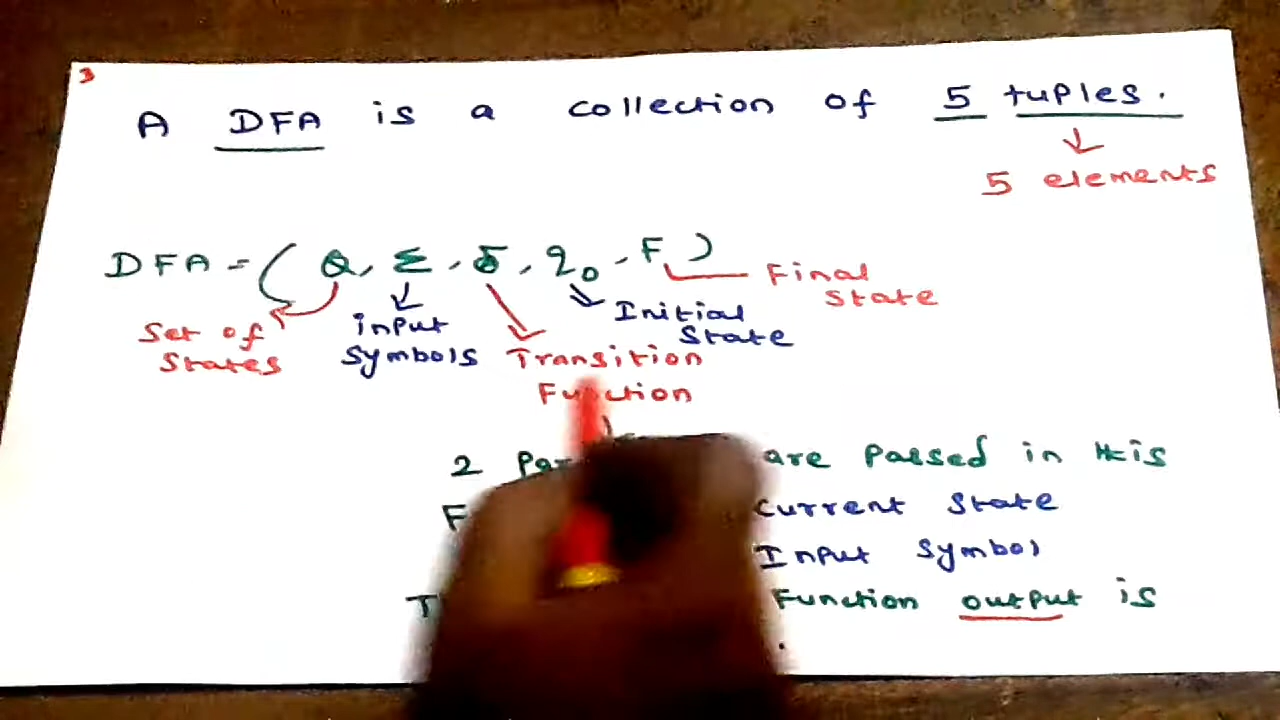 3
A DFA is a collection of 5 tuples.
5 elements
DFA = ( Q, Σ, δ, q0, F )
Final
State
Initial
State
Set of
States
input
Symbols
Transition
Function
2 are passed in this
Current State
Input Symbol
Function output is